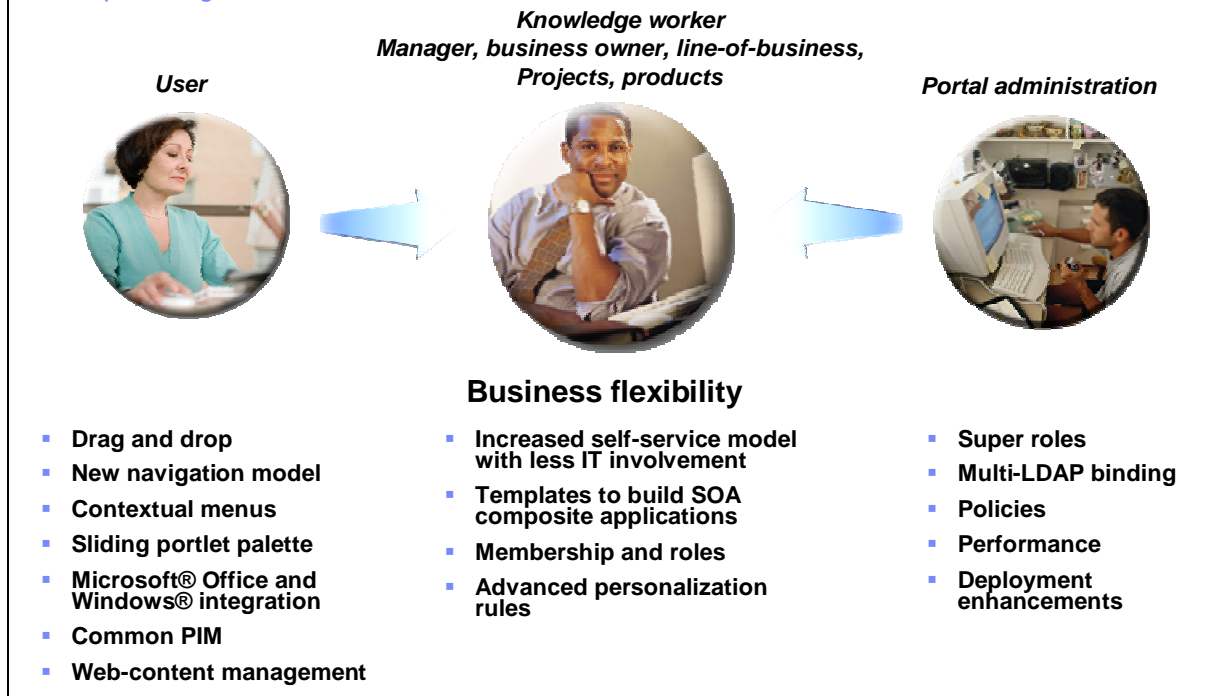 Knowledge worker
Manager, business owner, line-of-business,
Projects, products
User
Portal administration
Business flexibility
Drag and drop
New navigation model
Contextual menus
Sliding portlet palette
Microsoft® Office and
Windows® integration
Common PIM
Web-content management
Increased self-service model
with less IT involvement
Templates to build SOA
composite applications
Membership and roles
Advanced personalization
rules
Super roles
Multi-LDAP binding
Policies
Performance
Deployment
enhancements